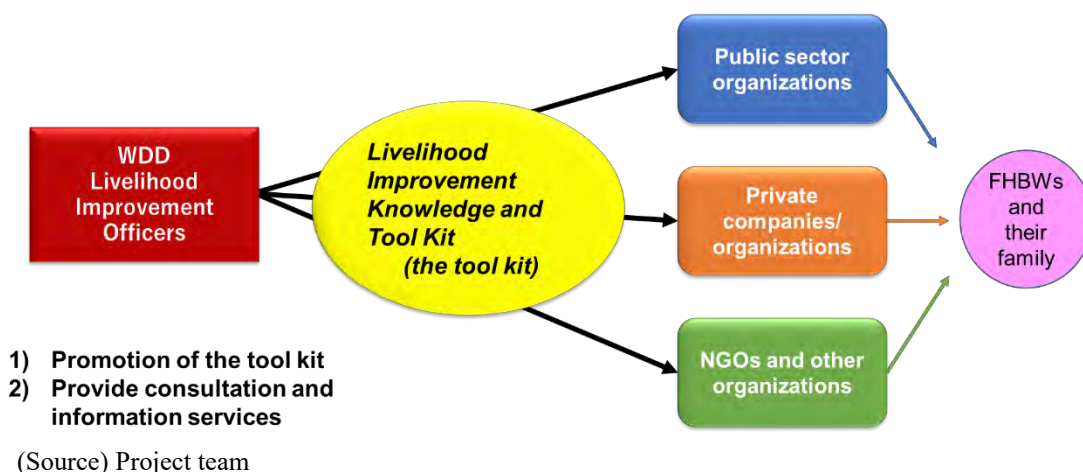 WDD
Livelihood
Improvement
Officers
Livelihood
Improvement
Knowledge and
Tool Kit
(the tool kit)
Public sector
organizations
Private
companies/
organizations
NGOs and other
organizations
FHBWs
and
their
family
1) Promotion of the tool kit
2) Provide consultation and
information services
(Source) Project team